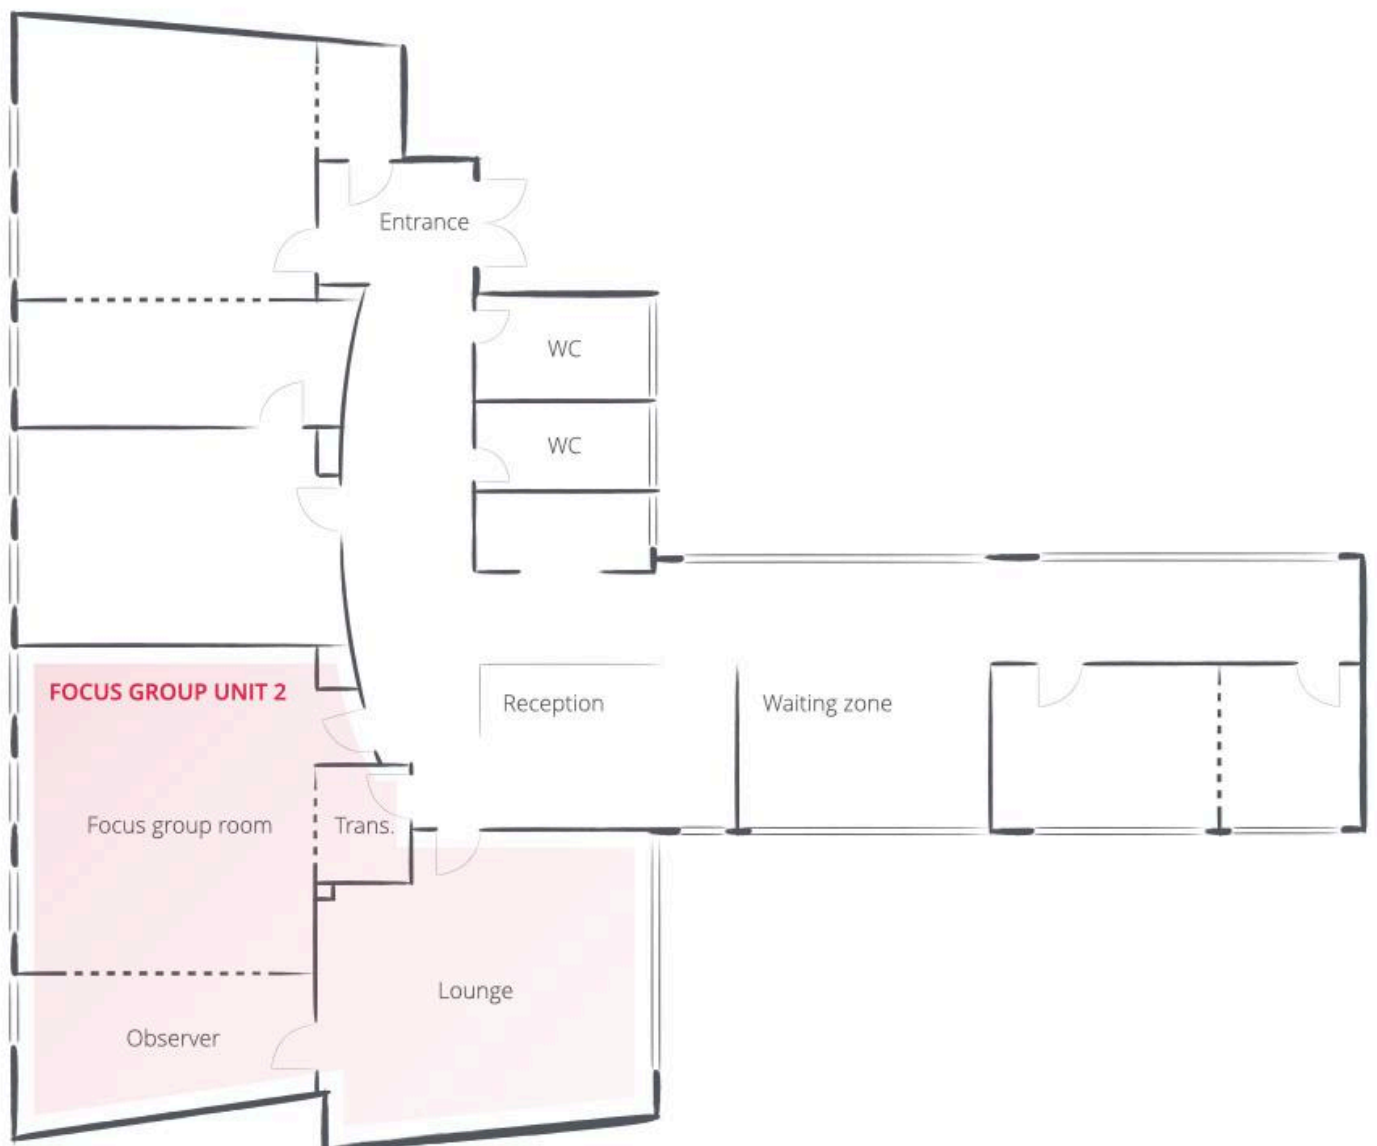 Entrance
WC
WC
FOCUS GROUP UNIT 2
Reception
Waiting zone
Focus group room
Trans.
Lounge
Observer